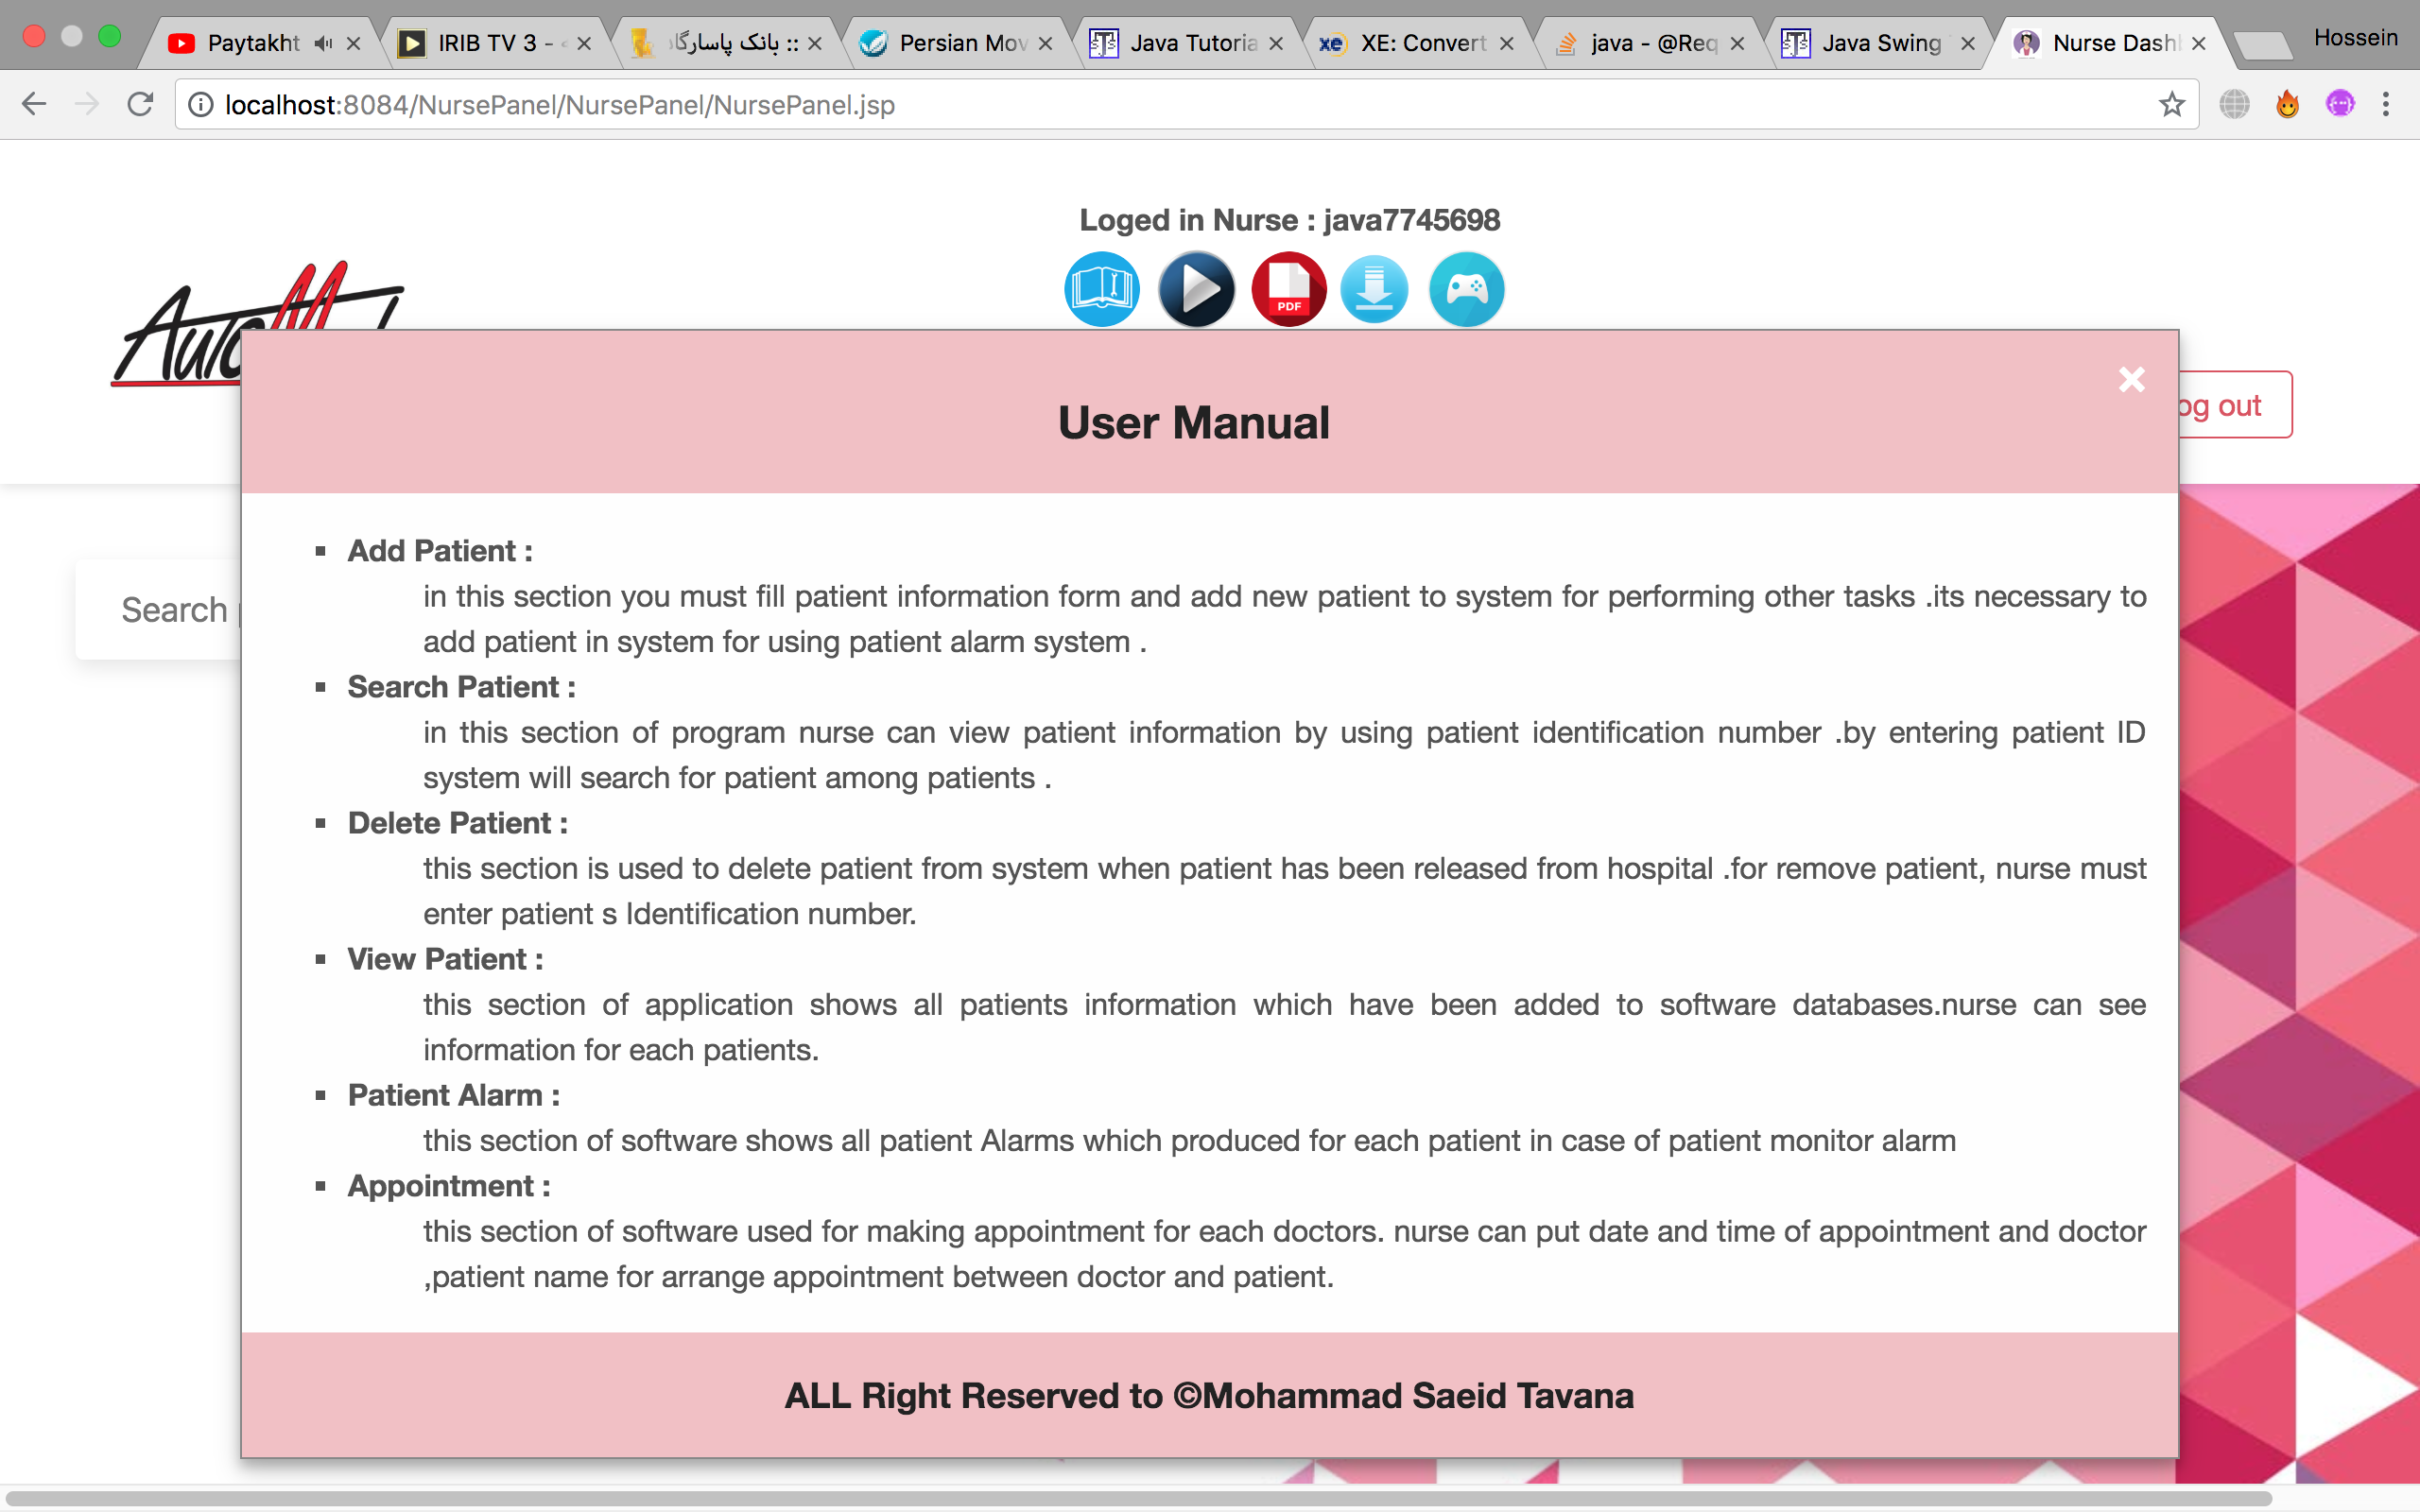 Paytakht
IRIB TV 3 -
بانک پاسارگاد ::
Persian Mov
Java Tutoria
XE: Convert
java - @Req
Java Swing
Nurse Dash
Hossein
localhost:8084/NursePanel/NursePanel/NursePanel.jsp
Loged in Nurse : java7745698
PDF
og out
User Manual
Search
Add Patient :
in this section you must fill patient information form and add new patient to system for performing other tasks .its necessary to
add patient in system for using patient alarm system .
Search Patient :
in this section of program nurse can view patient information by using patient identification number .by entering patient ID
system will search for patient among patients .
Delete Patient :
this section is used to delete patient from system when patient has been released from hospital .for remove patient, nurse must
enter patient s Identification number.
View Patient :
this section of application shows all patients information which have been added to software databases.nurse can see
information for each patients.
Patient Alarm :
this section of software shows all patient Alarms which produced for each patient in case of patient monitor alarm
Appointment :
this section of software used for making appointment for each doctors. nurse can put date and time of appointment and doctor
,patient name for arrange appointment between doctor and patient.
ALL Right Reserved to ©Mohammad Saeid Tavana